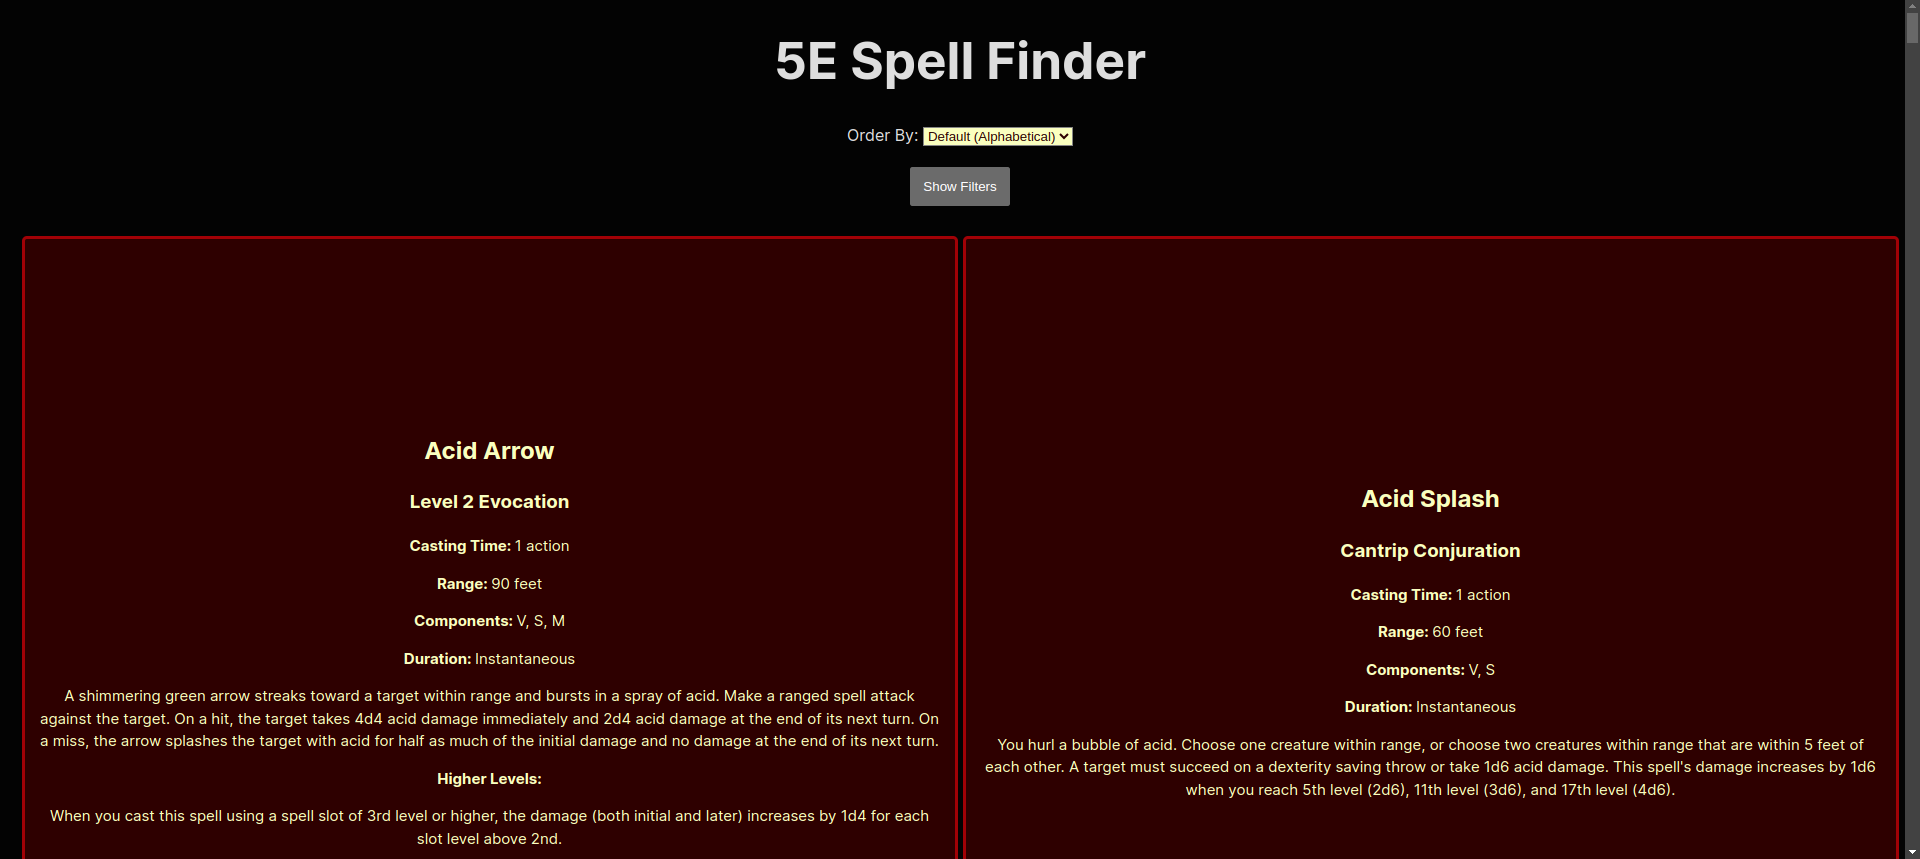 5E Spell Finder
Order By: Default (Alphabetical)
Show Filters
Acid Arrow
Level 2 Evocation
Casting Time: 1 action
Range: 90 feet
Components: V, S, M
Duration: Instantaneous
A shimmering green arrow streaks toward a target within range and bursts in a spray of acid. Make a ranged spell attack
against the target. On a hit, the target takes 4d4 acid damage immediately and 2d4 acid damage at the end of its next turn. On
a miss, the arrow splashes the target with acid for half as much of the initial damage and no damage at the end of its next turn.
Higher Levels:
When you cast this spell using a spell slot of 3rd level or higher, the damage (both initial and later) increases by 1d4 for each
slot level above 2nd.
Acid Splash
Cantrip Conjuration
Casting Time: 1 action
Range: 60 feet
Components: V, S
Duration: Instantaneous
You hurl a bubble of acid. Choose one creature within range, or choose two creatures within range that are within 5 feet of
each other. A target must succeed on a dexterity saving throw or take 1d6 acid damage. This spell's damage increases by 1d6
when you reach 5th level (2d6), 11th level (3d6), and 17th level (4d6).